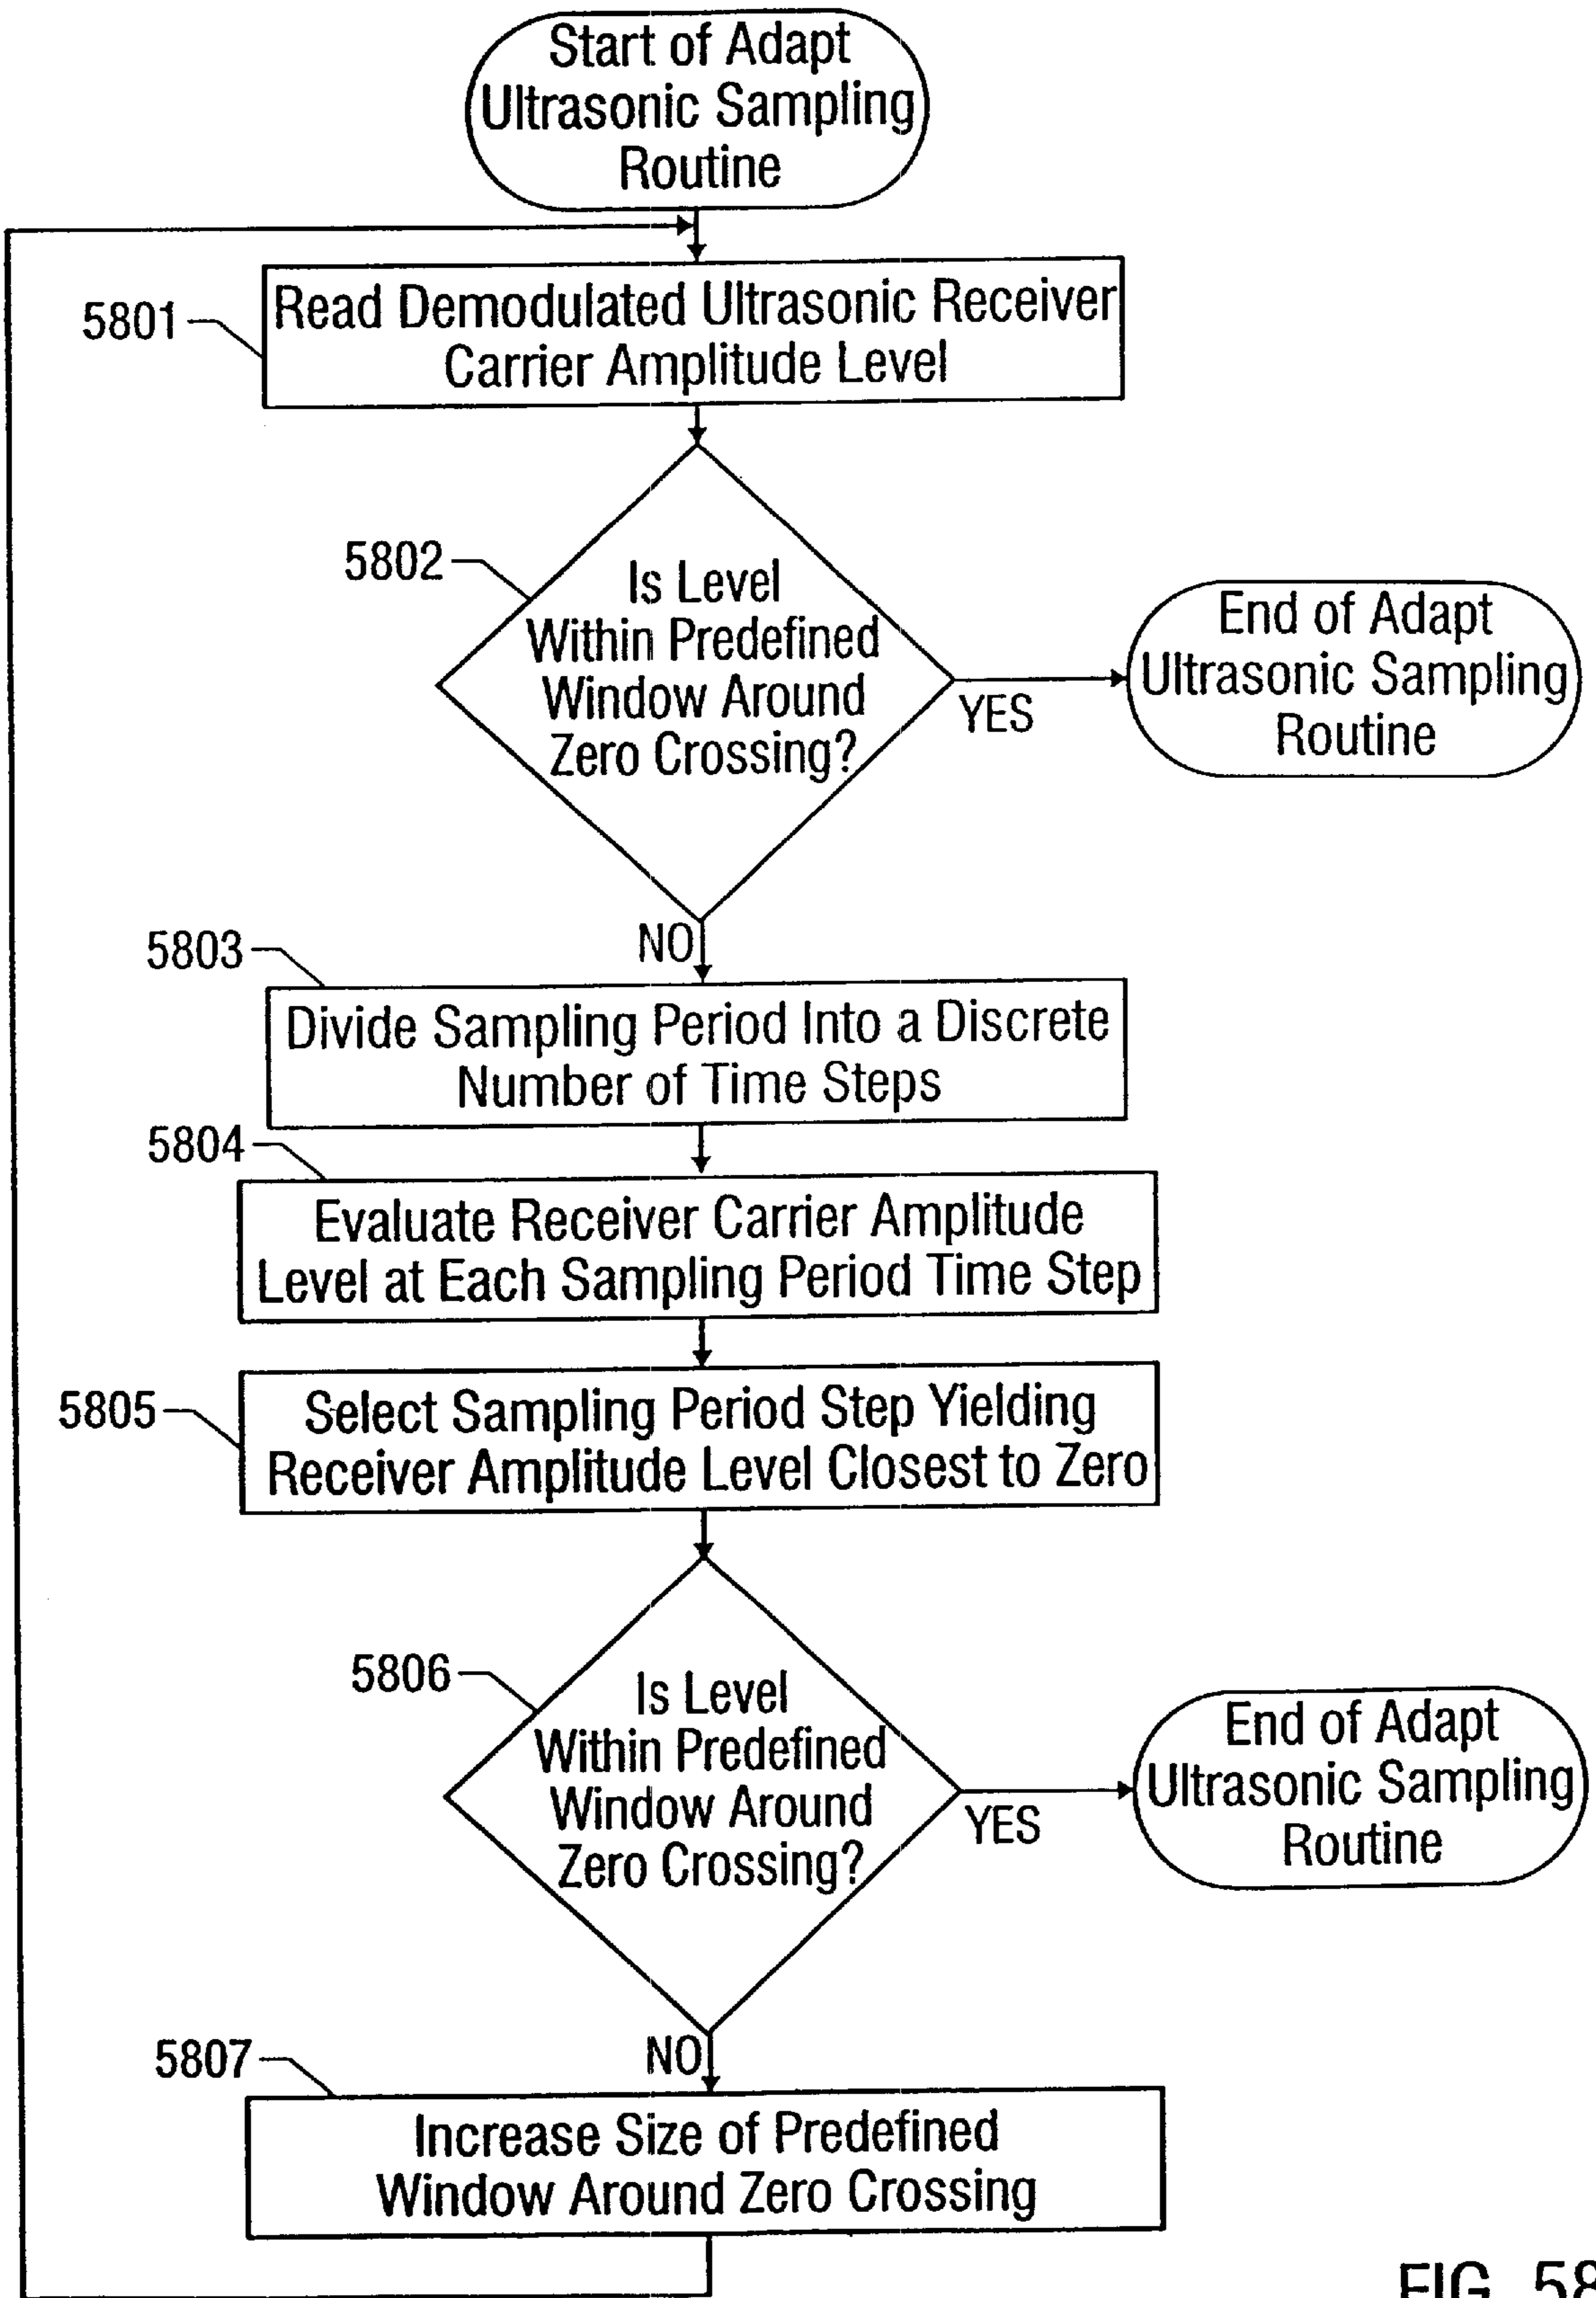 Start of Adapt
Ultrasonic Sampling
Routine
5801
Read Demodulated Ultrasonic Receiver
Carrier Amplitude Level
5802
Is Level
Within Predefined
Window Around
Zero Crossing?
YES
End of Adapt
Ultrasonic Sampling
Routine
NO
5803
Divide Sampling Period Into a Discrete
Number of Time Steps
5804
Evaluate Receiver Carrier Amplitude
Level at Each Sampling Period Time Step
5805
Select Sampling Period Step Yielding
Receiver Amplitude Level Closest to Zero
5806
Is Level
Within Predefined
Window Around
Zero Crossing?
YES
End of Adapt
Ultrasonic Sampling
Routine
NO
5807
Increase Size of Predefined
Window Around Zero Crossing
FIG. 58